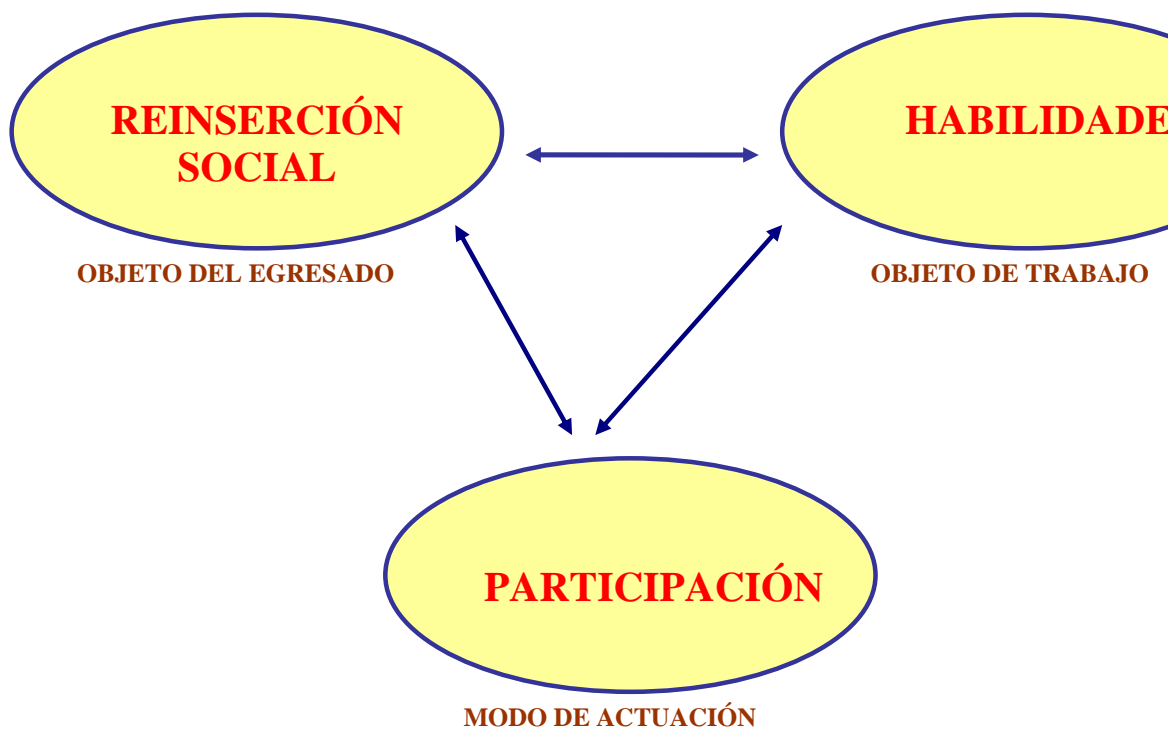 REINSERCIÓN
SOCIAL
HABILIDADE
OBJETO DEL EGRESADO
OBJETO DE TRABAJO
PARTICIPACIÓN
MODO DE ACTUACIÓN